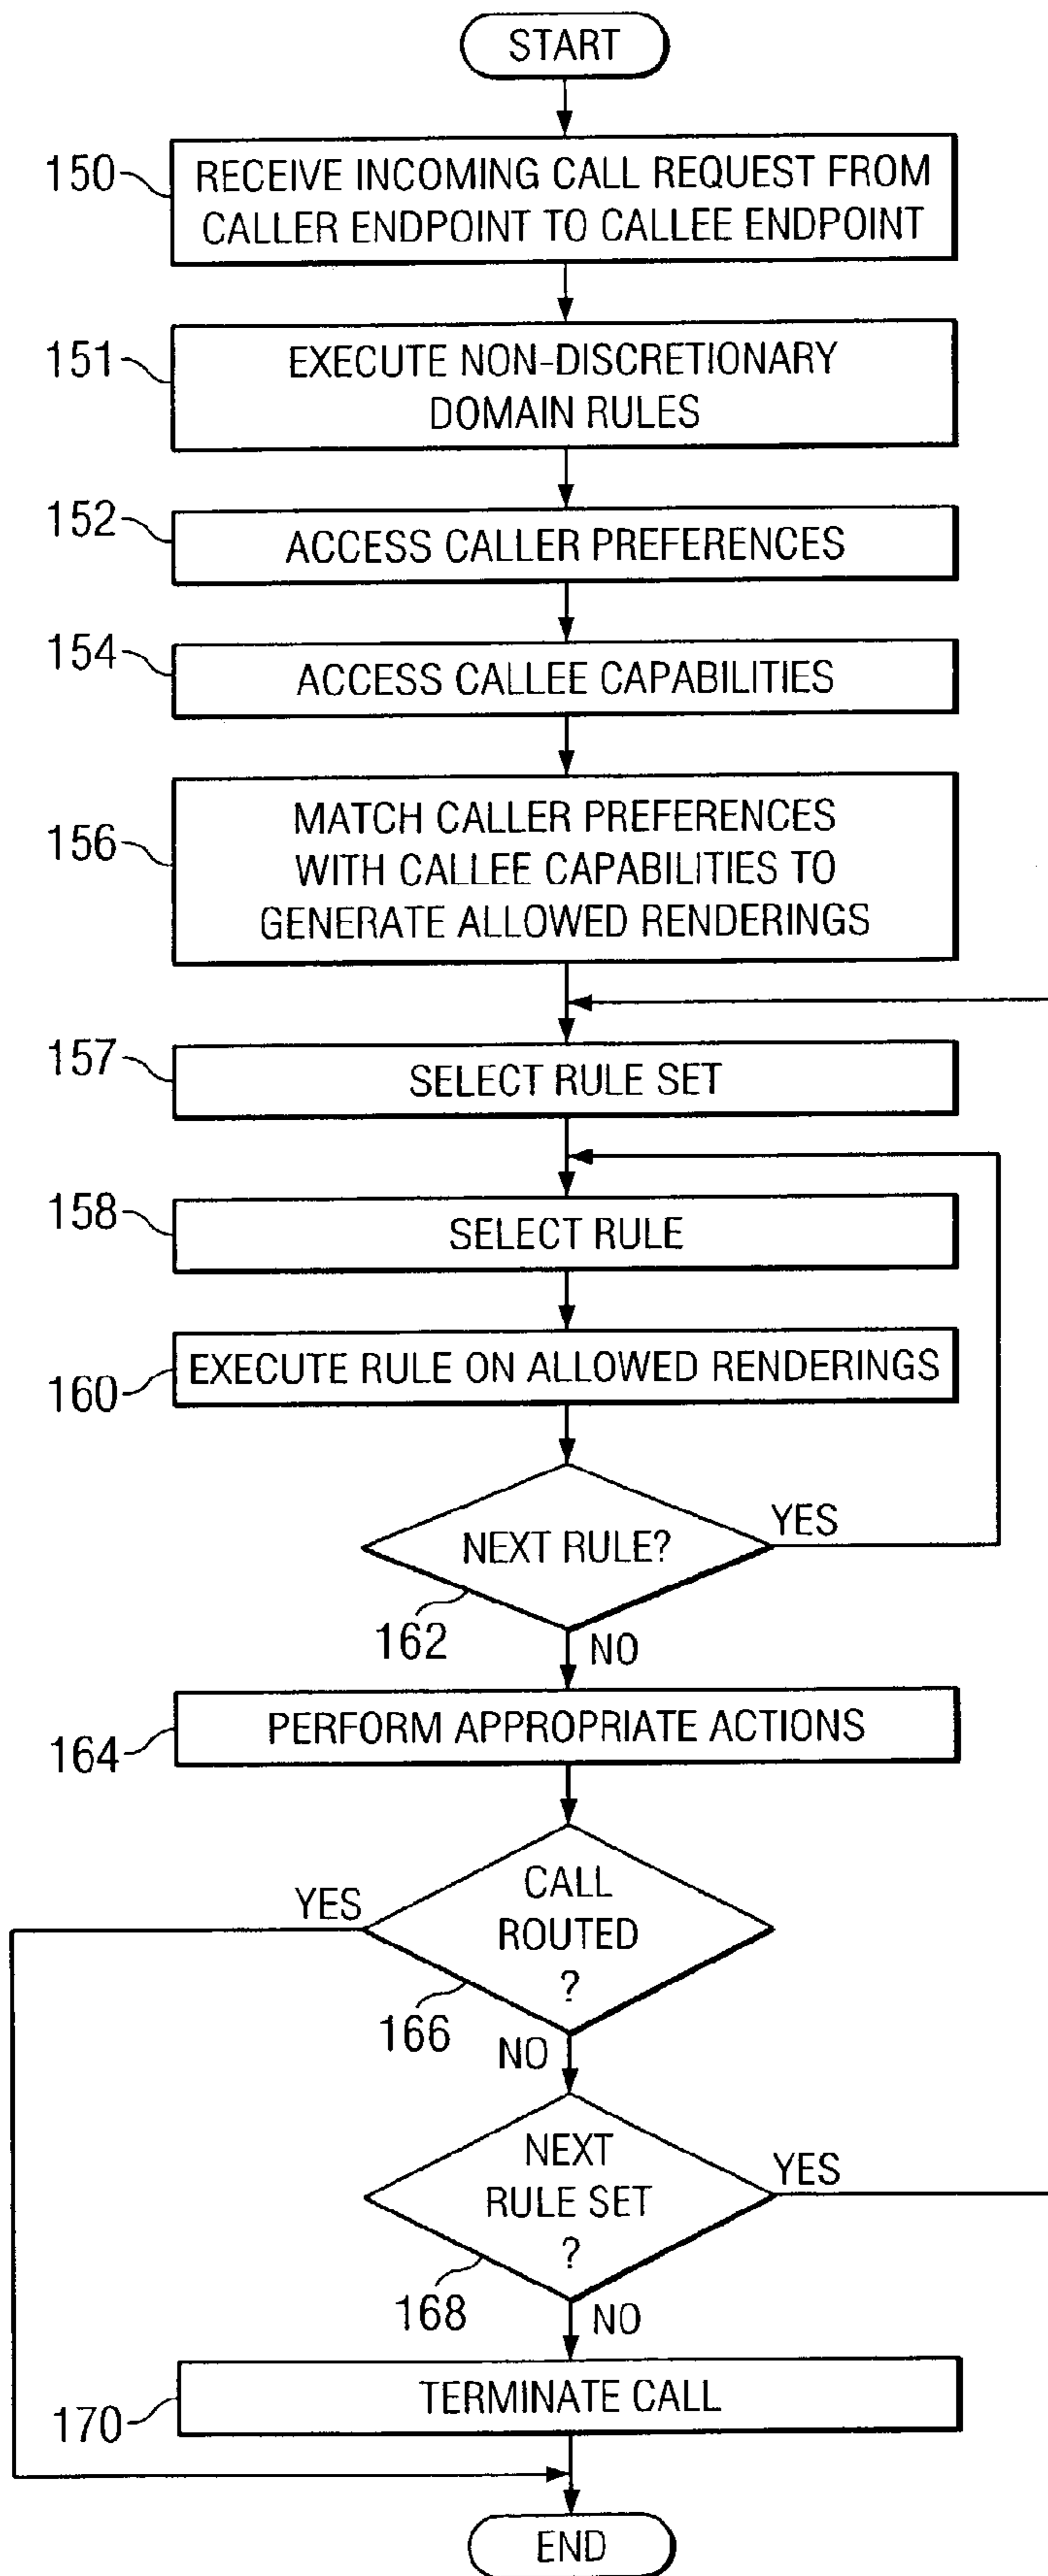 START
150
RECEIVE INCOMING CALL REQUEST FROM
CALLER ENDPOINT TO CALLEE ENDPOINT
151
EXECUTE NON-DISCRETIONARY
DOMAIN RULES
152
ACCESS CALLER PREFERENCES
154
ACCESS CALLEE CAPABILITIES
156
MATCH CALLER PREFERENCES
WITH CALLEE CAPABILITIES TO
GENERATE ALLOWED RENDERINGS
157
SELECT RULE SET
158
SELECT RULE
160
EXECUTE RULE ON ALLOWED RENDERINGS
NEXT RULE?
YES
162
NO
164
PERFORM APPROPRIATE ACTIONS
YES
CALL
ROUTED
?
166
NO
NEXT
RULE SET
?
YES
168
NO
170
TERMINATE CALL
END